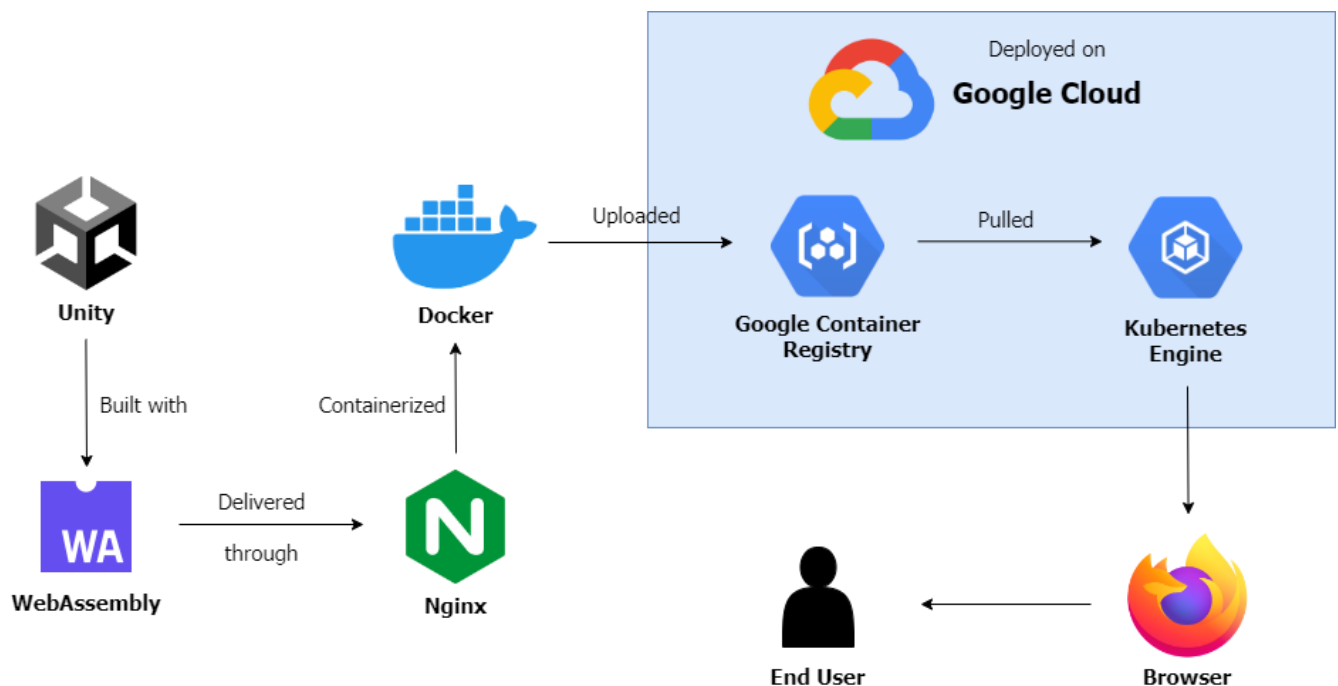 Deployed on
Google Cloud
Unity
Docker
Uploaded
Google Container
Registry
Pulled
Kubernetes
Engine
Built with
Containerized
WA
WebAssembly
Delivered
through
N
Nginx
End User
Browser